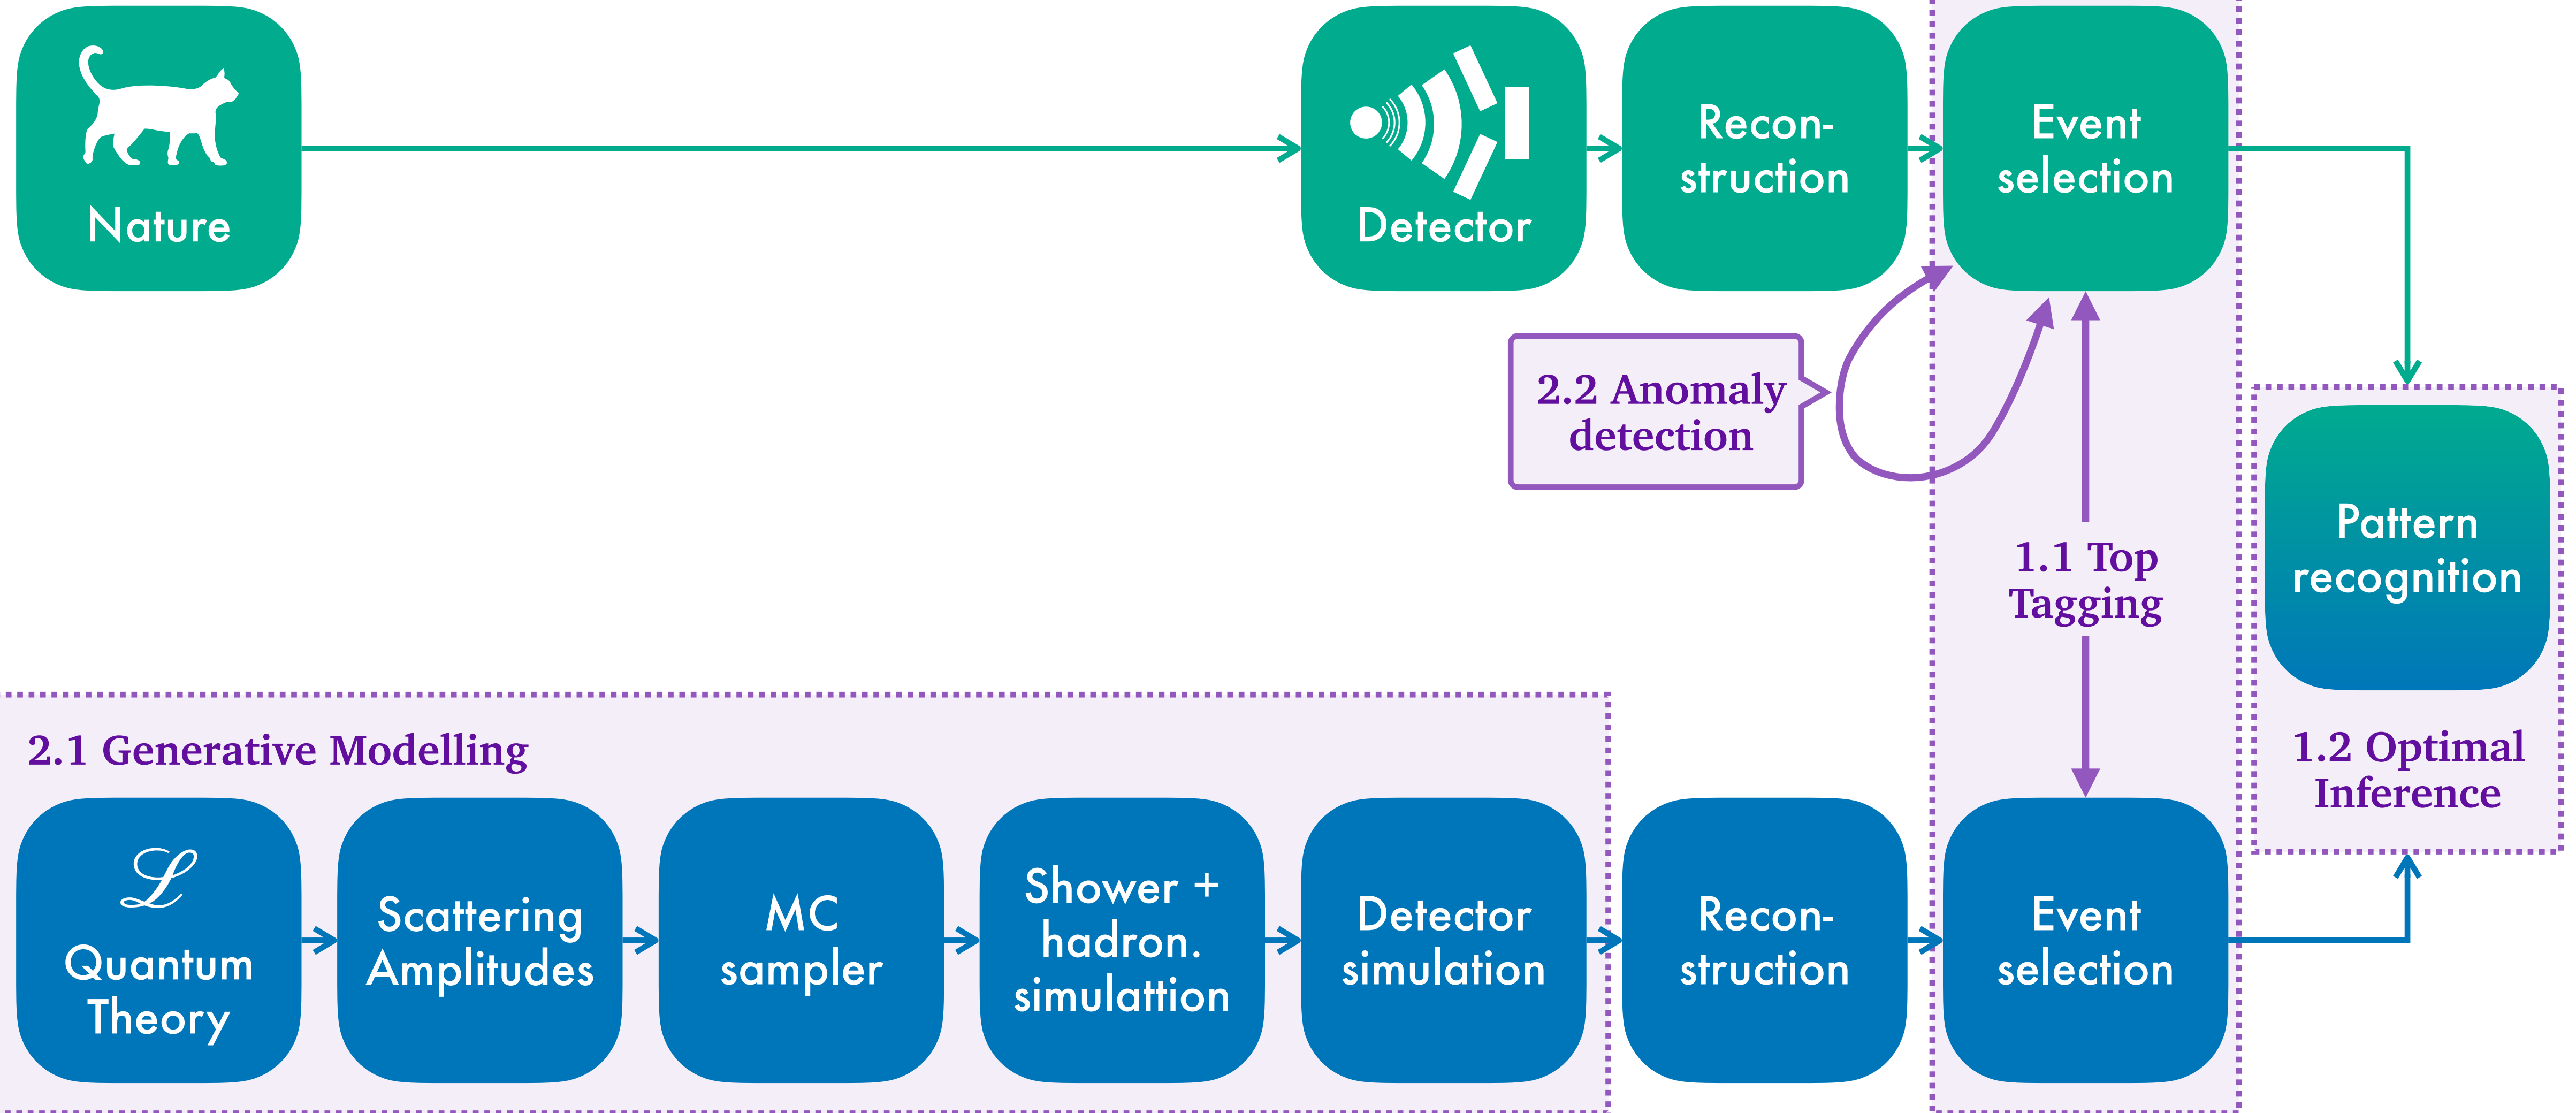 Nature
Detector
Recon-
struction
Event
selection
2.2 Anomaly
detection
1.1 Top
Tagging
Pattern
recognition
1.2 Optimal
Inference
2.1 Generative Modelling
ℒ
Quantum
Theory
Scattering
Amplitudes
MC
sampler
Shower +
hadron.
simulattion
Detector
simulation
Recon-
struction
Event
selection